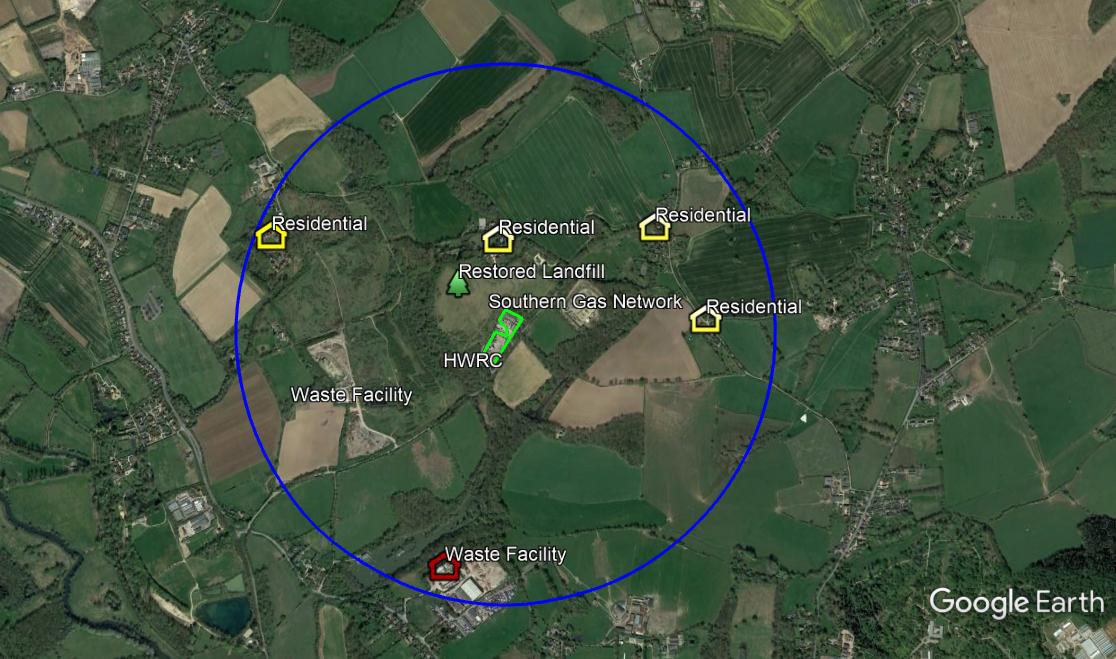 Residential
Residential
Residential
Restored Landfill
Southern Gas Network
Residential
HWRC
Waste Facility
Waste Facility
Google Earth